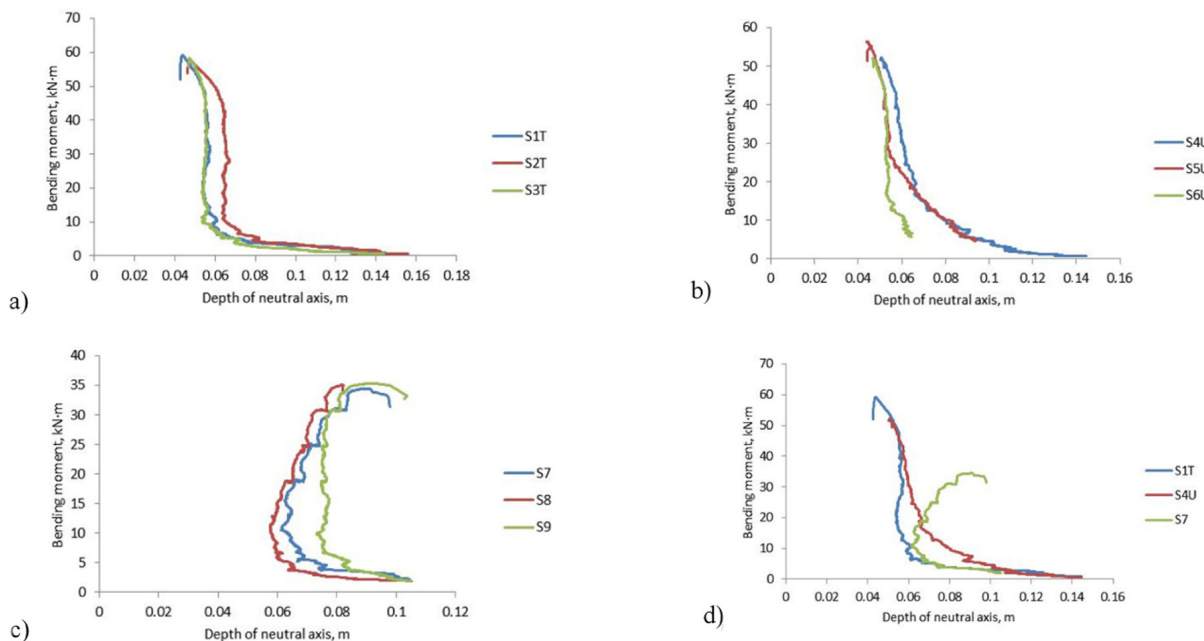 70
60
50
40
30
20
10
0
Bending moment, kN·m
0 0.02 0.04 0.06 0.08 0.1 0.12 0.14 0.16 0.18
Depth of neutral axis, m
S1T
S2T
S3T
a)
60
50
40
30
20
10
0
Bending moment, kN·m
0 0.02 0.04 0.06 0.08 0.1 0.12 0.14 0.16
Depth of neutral axis, m
S4U
S5U
S6U
b)
40
35
30
25
20
15
10
5
0
Bending moment, kN·m
0 0.02 0.04 0.06 0.08 0.1 0.12
Depth of neutral axis, m
S7
S8
S9
c)
70
60
50
40
30
20
10
0
Bending moment, kN·m
0 0.02 0.04 0.06 0.08 0.1 0.12 0.14 0.16
Depth of neutral axis, m
S1T
S4U
S7
d)